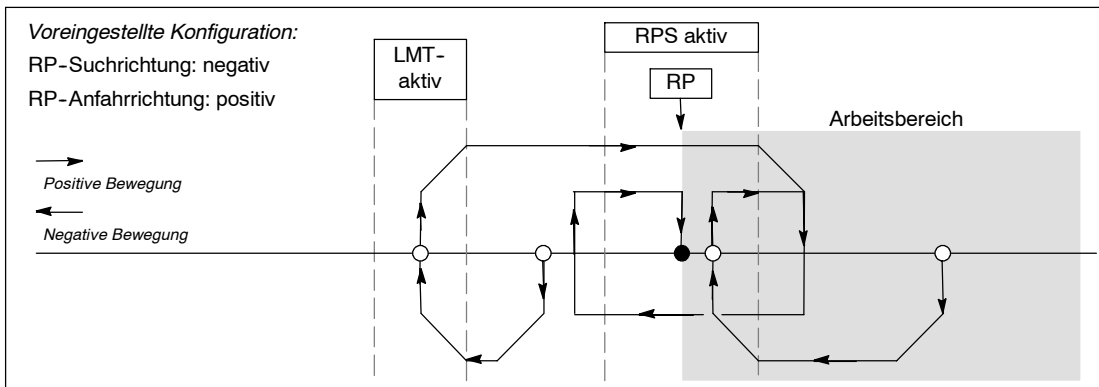 Voreingestellte Konfiguration:
RP-Suchrichtung: negativ
RP-Anfahrrichtung: positiv
LMT-
aktiv
RPS aktiv
RP
Arbeitsbereich
Positive Bewegung
Negative Bewegung